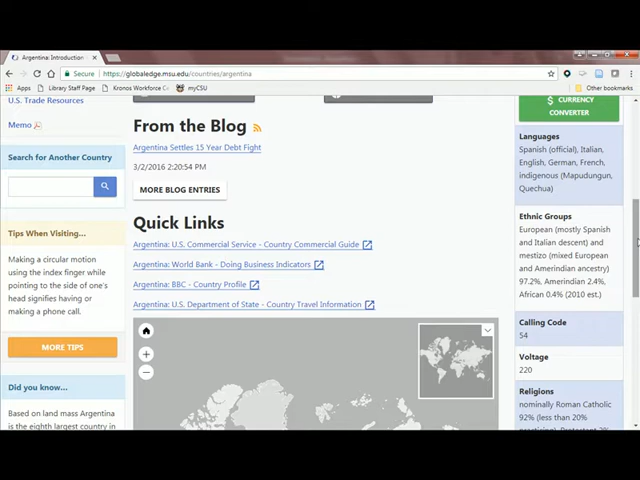 Argentina: Introduction
Secure
https://globaledge.msu.edu/countries/argentina
Apps
Library Staff Page
Kronos Workforce C
myCSU
Other bookmarks
U.S. Trade Resources
Memo
Search for Another Country
Tips When Visiting...
Making a circular motion
using the index finger while
pointing to the side of one's
head signifies having or
making a phone call.
MORE TIPS
Did you know...
Based on land mass Argentina
is the eighth largest country in
From the Blog
Argentina Settles 15 Year Debt Fight
3/2/2016 2:20:54 PM
MORE BLOG ENTRIES
Quick Links
Argentina: U.S. Commercial Service - Country Commercial Guide
Argentina: World Bank - Doing Business Indicators
Argentina: BBC - Country Profile
Argentina: U.S. Department of State - Country Travel Information
+
−
$ CURRENCY
CONVERTER
Languages
Spanish (official), Italian,
English, German, French,
indigenous (Mapudungun,
Quechua)
Ethnic Groups
European (mostly Spanish
and Italian descent) and
mestizo (mixed European
and Amerindian ancestry)
97.2%, Amerindian 2.4%,
African 0.4% (2010 est.)
Calling Code
54
Voltage
220
Religions
nominally Roman Catholic
92% (less than 20%